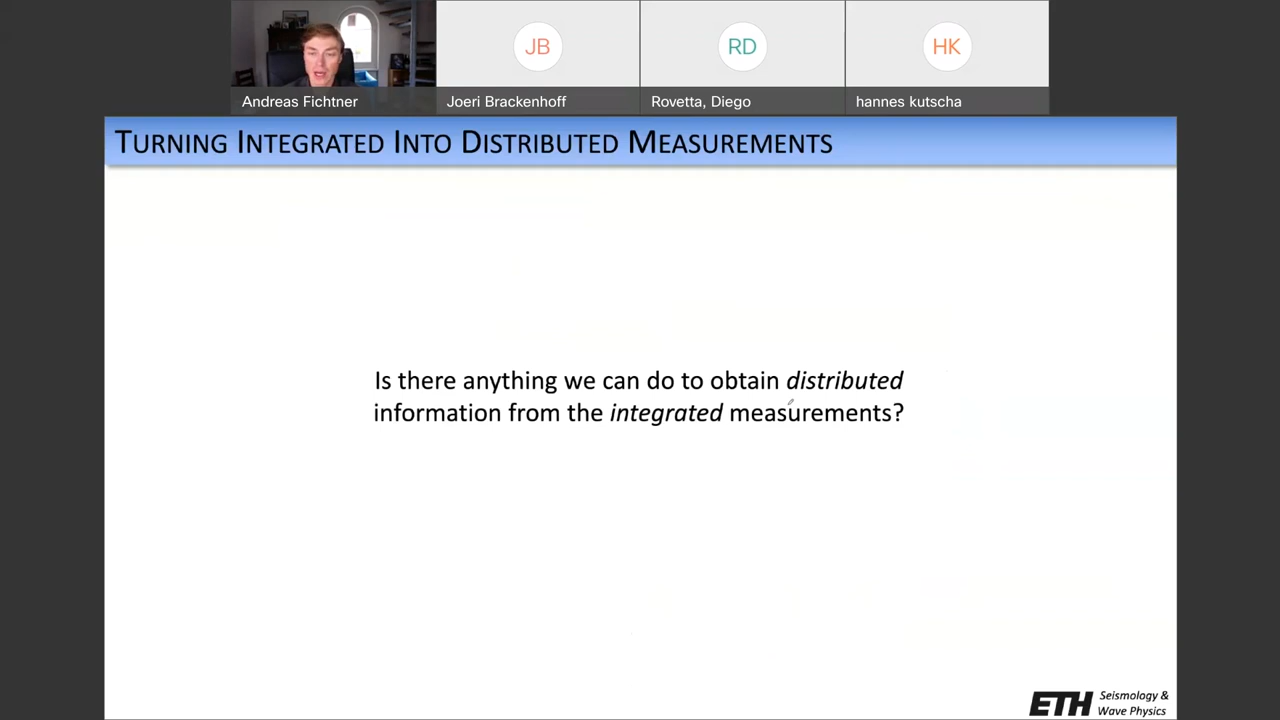 JB
RD
HK
Andreas Fichtner
Joeri Brackenhoff
Rovetta, Diego
hannes kutscha
TURNING INTEGRATED INTO DISTRIBUTED MEASUREMENTS
Is there anything we can do to obtain distributed
information from the integrated measurements?
ETH
Seismology &
Wave Physics